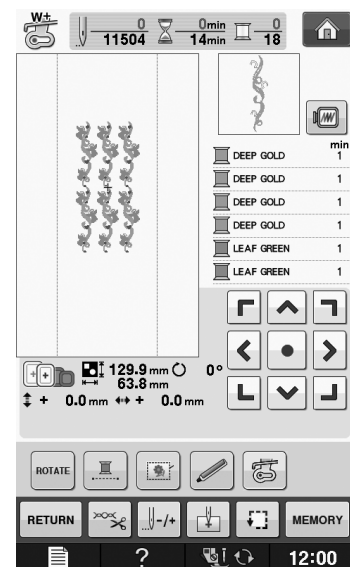 W+
0 0min 0
11504 14min 18
min
DEEP GOLD 1
DEEP GOLD 1
DEEP GOLD 1
DEEP GOLD 1
LEAF GREEN 1
LEAF GREEN 1
129.9 mm 0°
63.8 mm
+ 0.0 mm + 0.0 mm
ROTATE
RETURN -/+ MEMORY
? 12:00